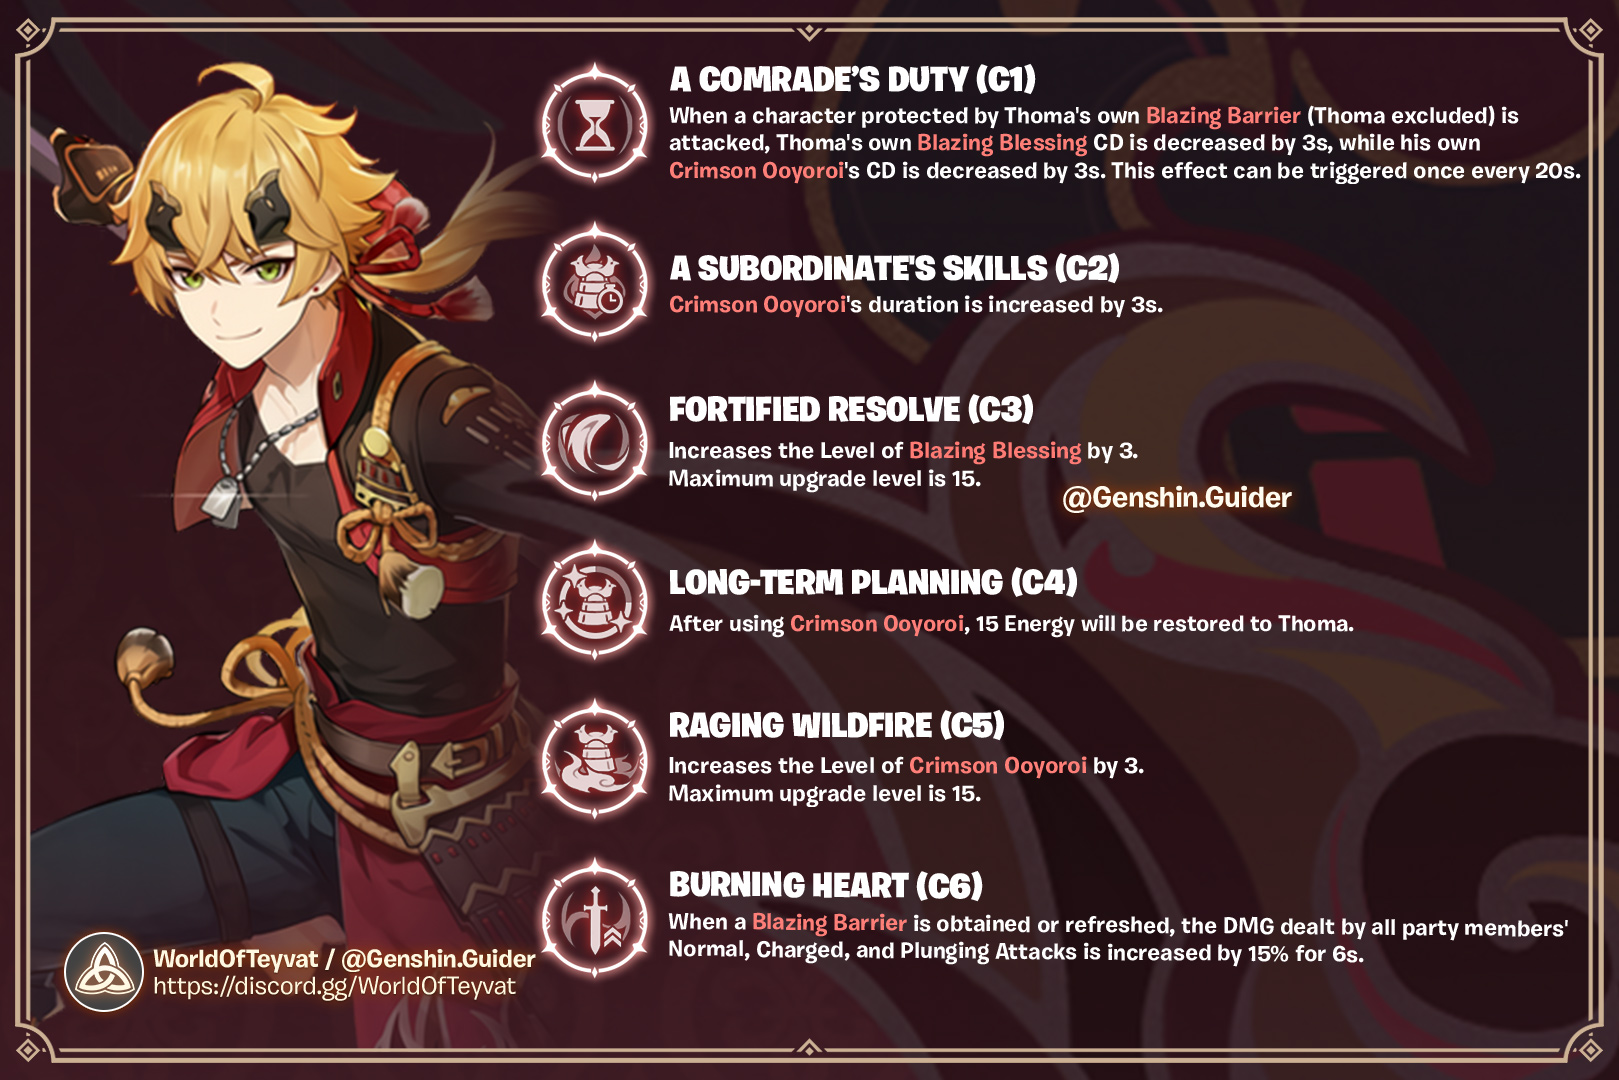 A COMRADE'S DUTY (C1)
When a character protected by Thoma's own Blazing Barrier (Thoma excluded) is
attacked, Thoma's own Blazing Blessing CD is decreased by 3s, while his own
Crimson Ooyoroi's CD is decreased by 3s. This effect can be triggered once every 20s.
A SUBORDINATE'S SKILLS (C2)
Crimson Ooyoroi's duration is increased by 3s.
FORTIFIED RESOLVE (C3)
Increases the Level of Blazing Blessing by 3.
Maximum upgrade level is 15.
@Genshin.Guider
LONG-TERM PLANNING (C4)
After using Crimson Ooyoroi, 15 Energy will be restored to Thoma.
RAGING WILDFIRE (C5)
Increases the Level of Crimson Ooyoroi by 3.
Maximum upgrade level is 15.
BURNING HEART (C6)
When a Blazing Barrier is obtained or refreshed, the DMG dealt by all party members'
Normal, Charged, and Plunging Attacks is increased by 15% for 6s.
WorldOfTeyvat / @Genshin.Guider
https://discord.gg/WorldOfTeyvat